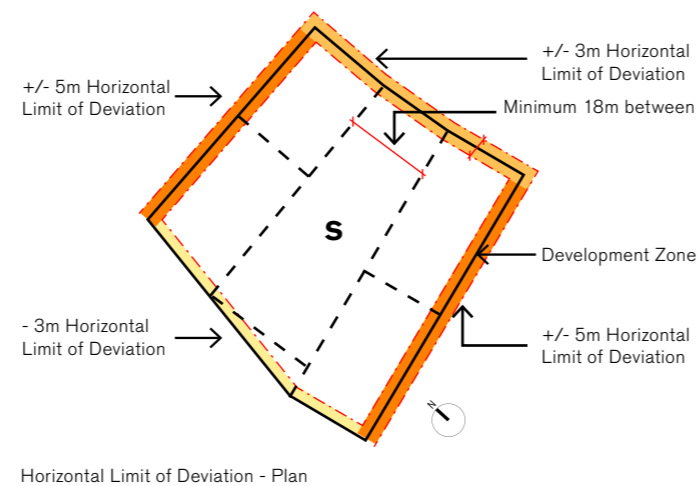 +/- 3m Horizontal
Limit of Deviation
+/- 5m Horizontal
Limit of Deviation
Minimum 18m between
S
Development Zone
- 3m Horizontal
Limit of Deviation
+/- 5m Horizontal
Limit of Deviation
N
Horizontal Limit of Deviation - Plan